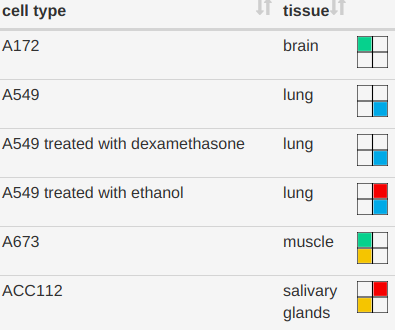 cell type tissue
A172 brain
A549 lung
A549 treated with dexamethasone lung
A549 treated with ethanol lung
A673 muscle
ACC112 salivary
glands